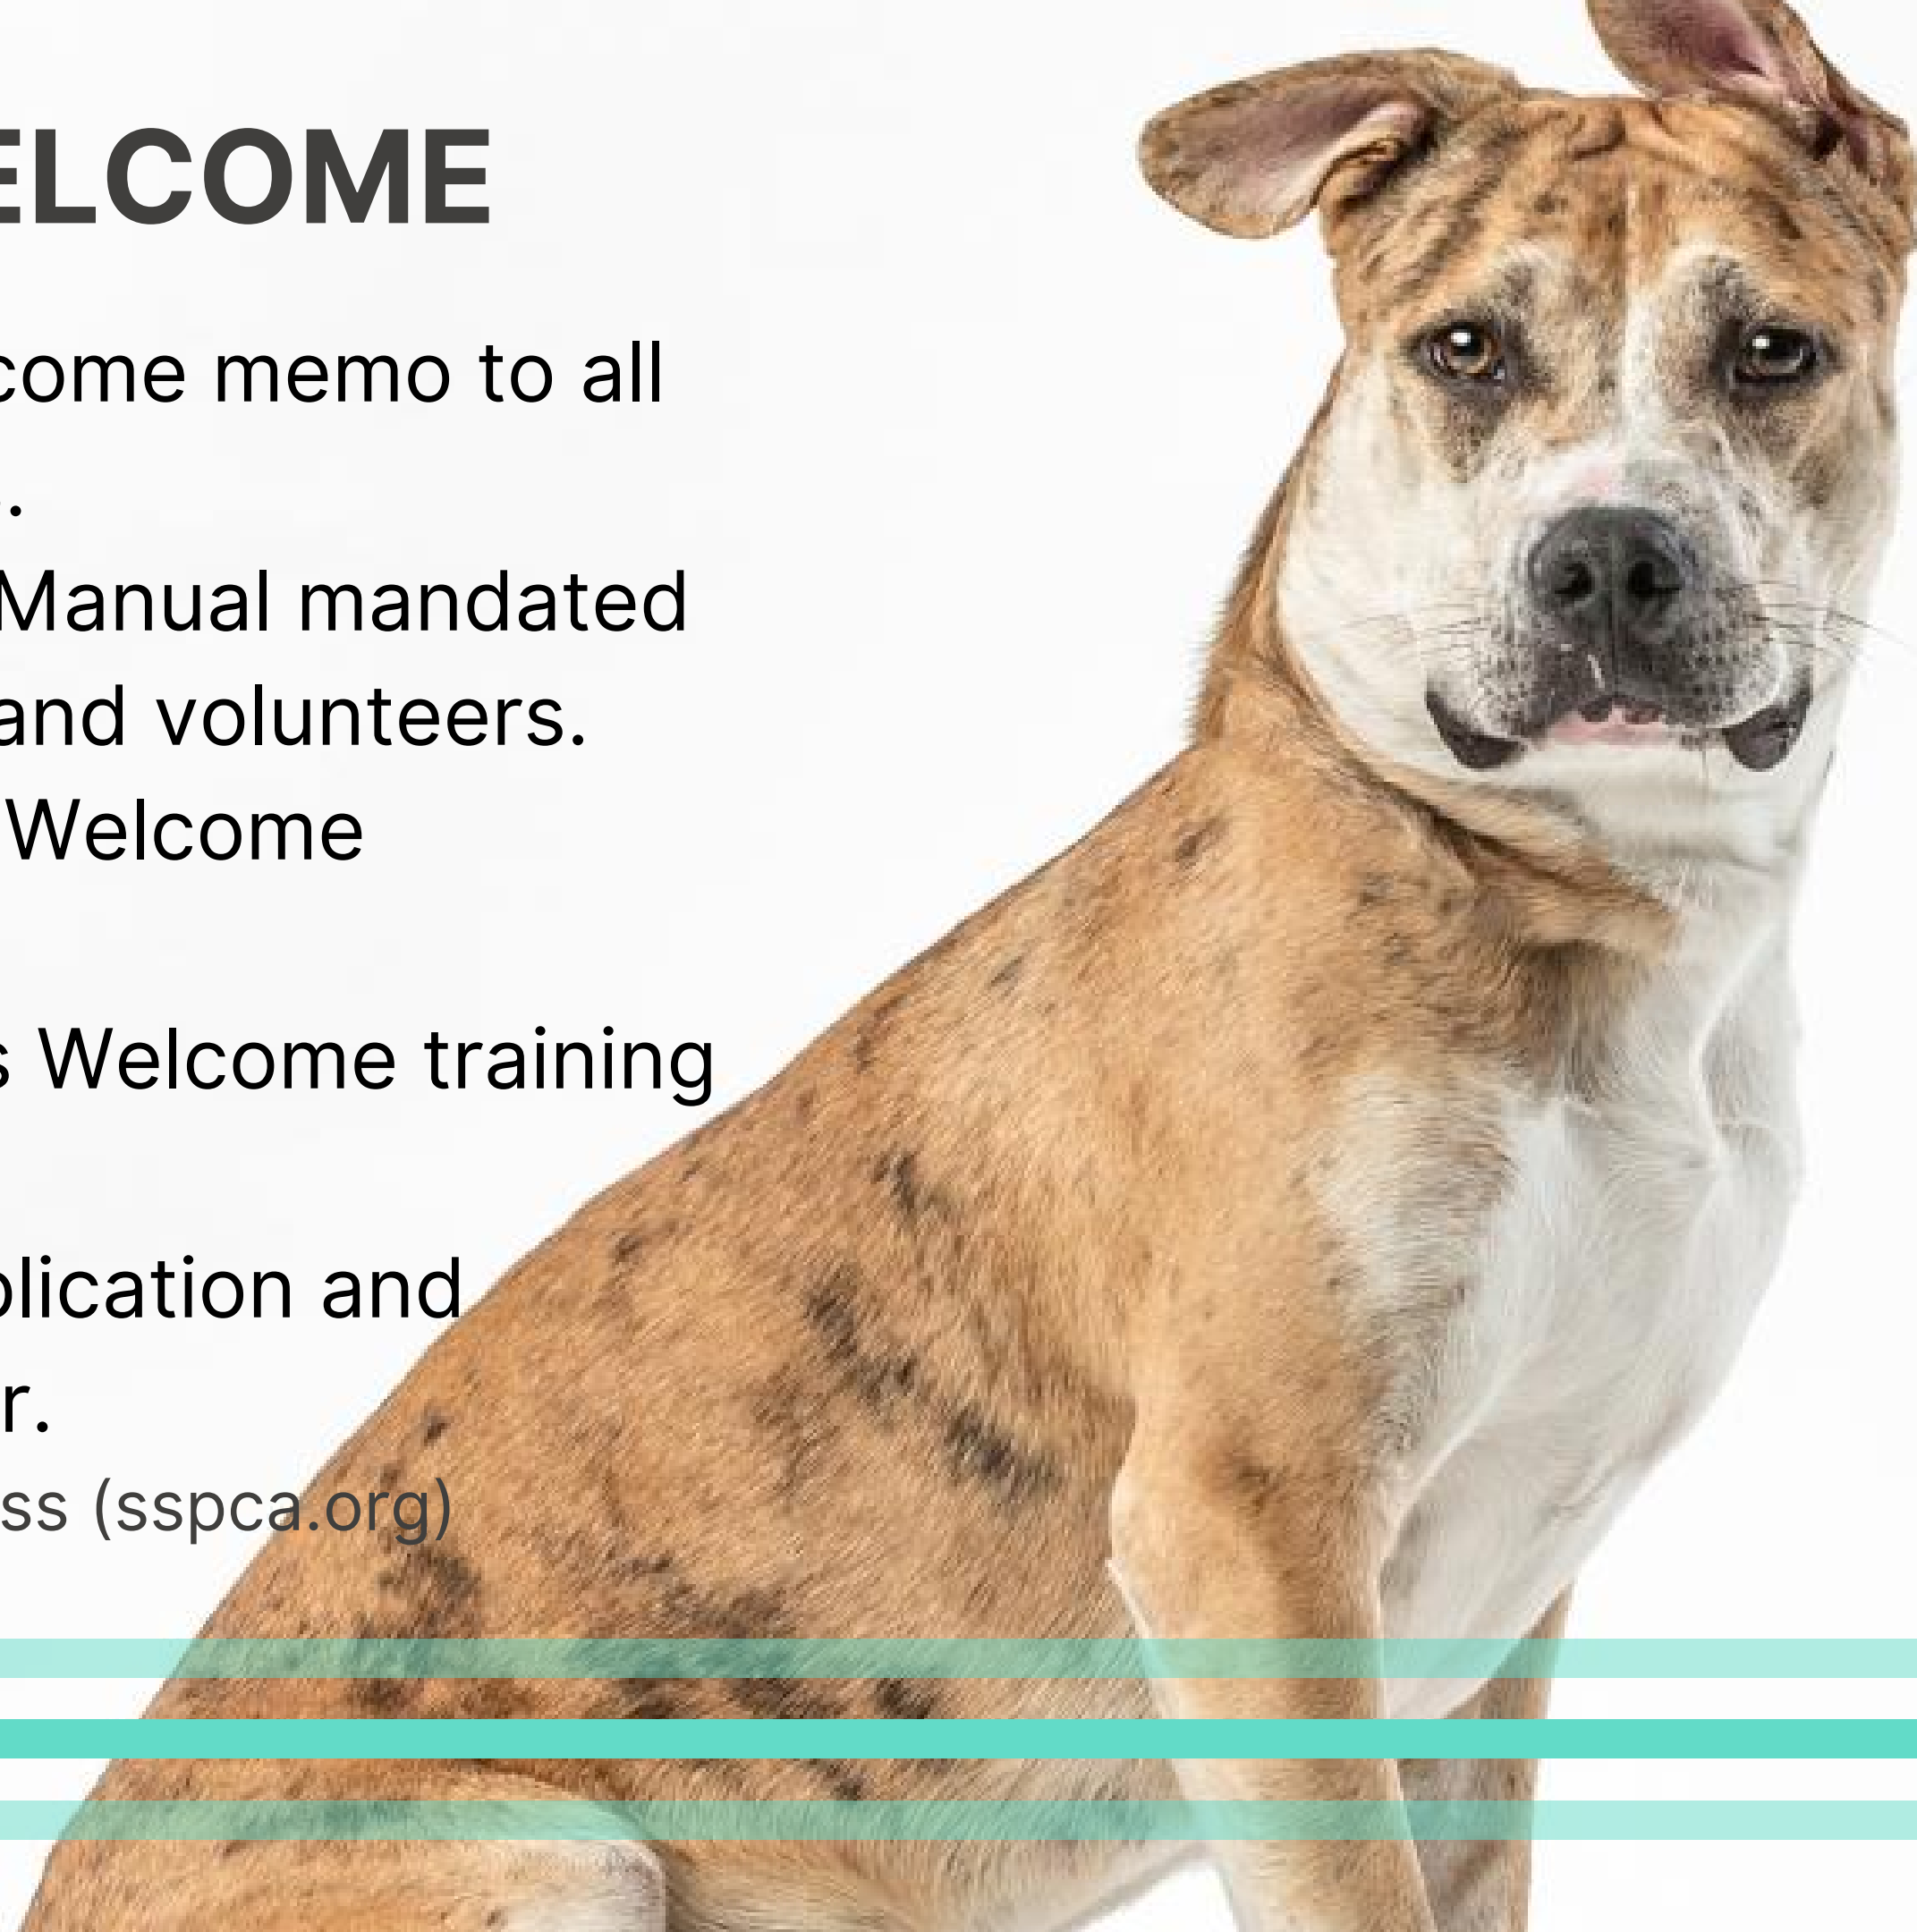 ELCOME
come memo to all
.
Manual mandated
and volunteers.
Welcome
s Welcome training
plication and
r.
ss (sspca.org)